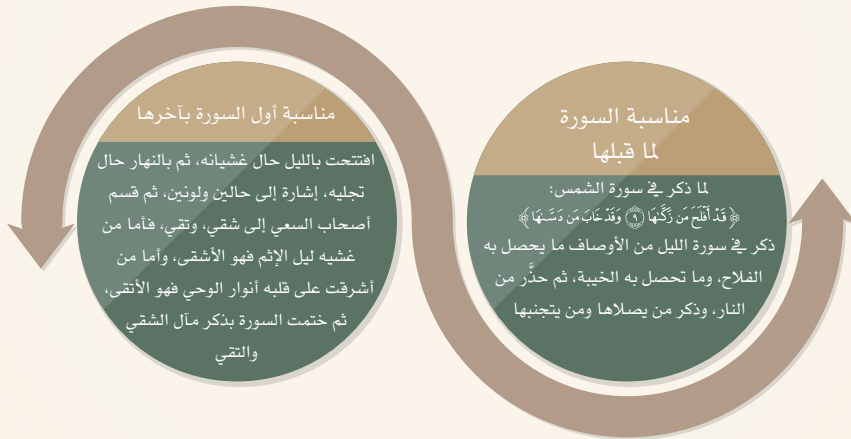 مناسبة السورة
لما قبلها
لما ذكر في سورة الشمس:
﴿ قَدْ أَفْلَحَ مَن زَكَّىٰهَا ۝٩ وَقَدْ خَابَ مَن دَسَّىٰهَا ﴾
ذكر في سورة الليل من الأوصاف ما يحصل به
الفلاح، وما تحصل به الخيبة، ثم حذَّر من
النار، وذكر من يصلاها ومن يتجنبها
مناسبة أول السورة بآخرها
افتتحت بالليل حال غشيانه، ثم بالنهار حال
تجليه، إشارة إلى حالين ولونين، ثم قسم
أصحاب السعي إلى شقي، وتقي، فأما من
غشيه ليل الإثم فهو الأشقى، وأما من
أشرقت على قلبه أنوار الوحي فهو الأتقى،
ثم ختمت السورة بذكر مآل الشقي
والتقي